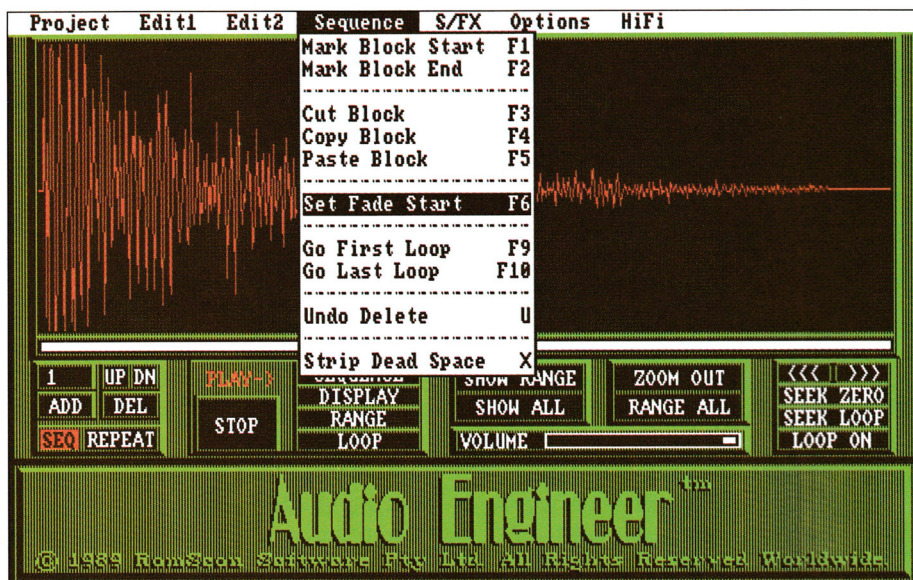 Project Edit1 Edit2 Sequence S/FX Options HiFi
Mark Block Start F1
Mark Block End F2
Cut Block F3
Copy Block F4
Paste Block F5
Set Fade Start F6
Go First Loop F9
Go Last Loop F10
Undo Delete U
Strip Dead Space X
1 UP DN
ADD DEL
SEQ REPEAT
PLAY->
STOP
SEQUENCE
DISPLAY
RANGE
LOOP
SHOW RANGE
SHOW ALL
VOLUME
ZOOM OUT
RANGE ALL
<<< >>>
SEEK ZERO
SEEK LOOP
LOOP ON
Audio Engineer tm
© 1989 RamScan Software Pty Ltd. All Rights Reserved Worldwide